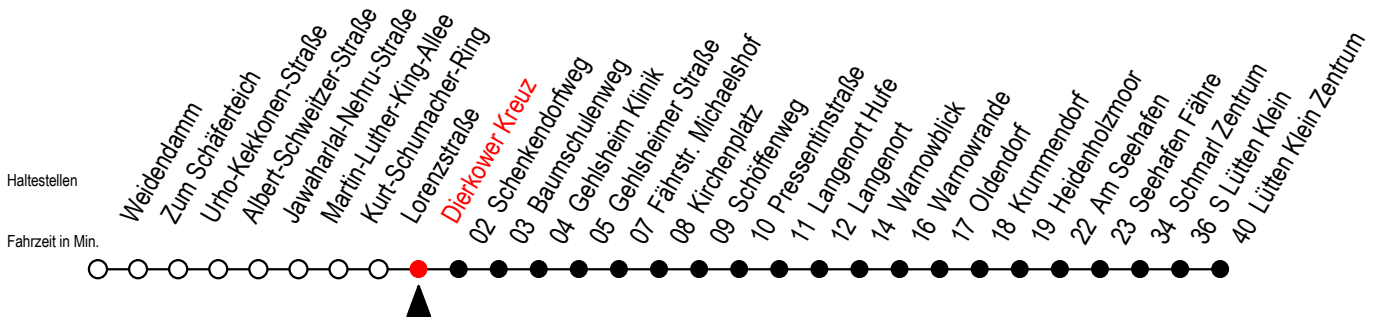 Weidendamm
Zum Schäferteich
Urho-Kekkonen-Straße
Albert-Schweitzer-Straße
Jawaharlal-Nehru-Straße
Martin-Luther-King-Allee
Kurt-Schumacher-Ring
Lorenzstraße
Dierkower Kreuz
02 Schenkendorfweg
03 Baumschulenweg
04 Gehlsheim Klinik
05 Gehlsheimer Straße
07 Fährstr. Michaelshof
08 Kirchenplatz
09 Schöffenweg
10 Pressentinstraße
11 Langenort Hufe
12 Langenort
14 Warnowblick
16 Warnowrande
17 Oldendorf
18 Krummendorf
19 Heidenholzmoor
22 Am Seehafen
23 Seehafen Fähre
34 Schmarl Zentrum
36 S Lütten Klein
40 Lütten Klein Zentrum
Haltestellen
Fahrzeit in Min.